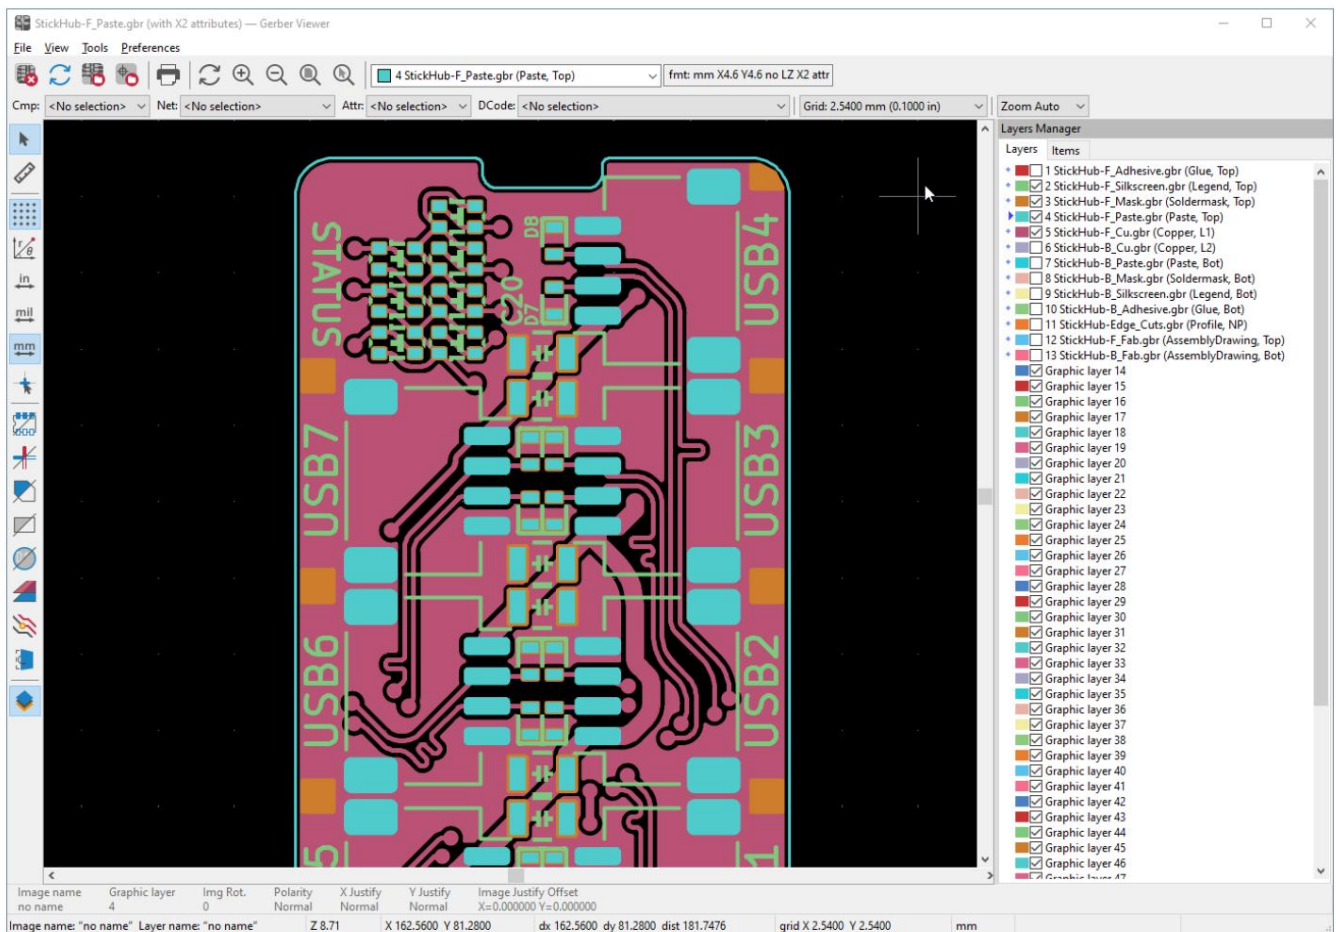 StickHub-F_Paste.gbr (with X2 attributes) — Gerber Viewer
File View Tools Preferences
4 StickHub-F_Paste.gbr (Paste, Top) fmt: mm X4.6 Y4.6 no LZ X2 attr
Cmp: <No selection> Net: <No selection> Attr: <No selection> DCode: <No selection> Grid: 2.5400 mm (0.1000 in) Zoom Auto
r/θ
in
mil
mm
STATUS
D8
C20
D7
USB4
USB7
USB3
USB6
USB2
5
1
Layers Manager
Layers Items
1 StickHub-F_Adhesive.gbr (Glue, Top)
2 StickHub-F_Silkscreen.gbr (Legend, Top)
3 StickHub-F_Mask.gbr (Soldermask, Top)
4 StickHub-F_Paste.gbr (Paste, Top)
5 StickHub-F_Cu.gbr (Copper, L1)
6 StickHub-B_Cu.gbr (Copper, L2)
7 StickHub-B_Paste.gbr (Paste, Bot)
8 StickHub-B_Mask.gbr (Soldermask, Bot)
9 StickHub-B_Silkscreen.gbr (Legend, Bot)
10 StickHub-B_Adhesive.gbr (Glue, Bot)
11 StickHub-Edge_Cuts.gbr (Profile, NP)
12 StickHub-F_Fab.gbr (AssemblyDrawing, Top)
13 StickHub-B_Fab.gbr (AssemblyDrawing, Bot)
Graphic layer 14
Graphic layer 15
Graphic layer 16
Graphic layer 17
Graphic layer 18
Graphic layer 19
Graphic layer 20
Graphic layer 21
Graphic layer 22
Graphic layer 23
Graphic layer 24
Graphic layer 25
Graphic layer 26
Graphic layer 27
Graphic layer 28
Graphic layer 29
Graphic layer 30
Graphic layer 31
Graphic layer 32
Graphic layer 33
Graphic layer 34
Graphic layer 35
Graphic layer 36
Graphic layer 37
Graphic layer 38
Graphic layer 39
Graphic layer 40
Graphic layer 41
Graphic layer 42
Graphic layer 43
Graphic layer 44
Graphic layer 45
Graphic layer 46
Graphic layer 47
Image name Graphic layer Img Rot. Polarity X Justify Y Justify Image Justify Offset
no name 4 0 Normal Normal Normal X=0.000000 Y=0.000000
Image name: "no name" Layer name: "no name" Z 8.71 X 162.5600 Y 81.2800 dx 162.5600 dy 81.2800 dist 181.7476 grid X 2.5400 Y 2.5400 mm